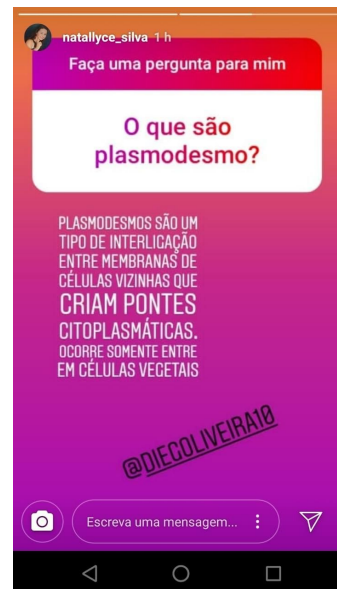 natallyce_silva 1 h
Faça uma pergunta para mim
O que são
plasmodesmo?
PLASMODESMOS SÃO UM
TIPO DE INTERLIGAÇÃO
ENTRE MEMBRANAS DE
CÉLULAS VIZINHAS QUE
CRIAM PONTES
CITOPLASMÁTICAS.
OCORRE SOMENTE ENTRE
EM CÉLULAS VEGETAIS
@DIEGOLIVEIRA10
Escreva uma mensagem...